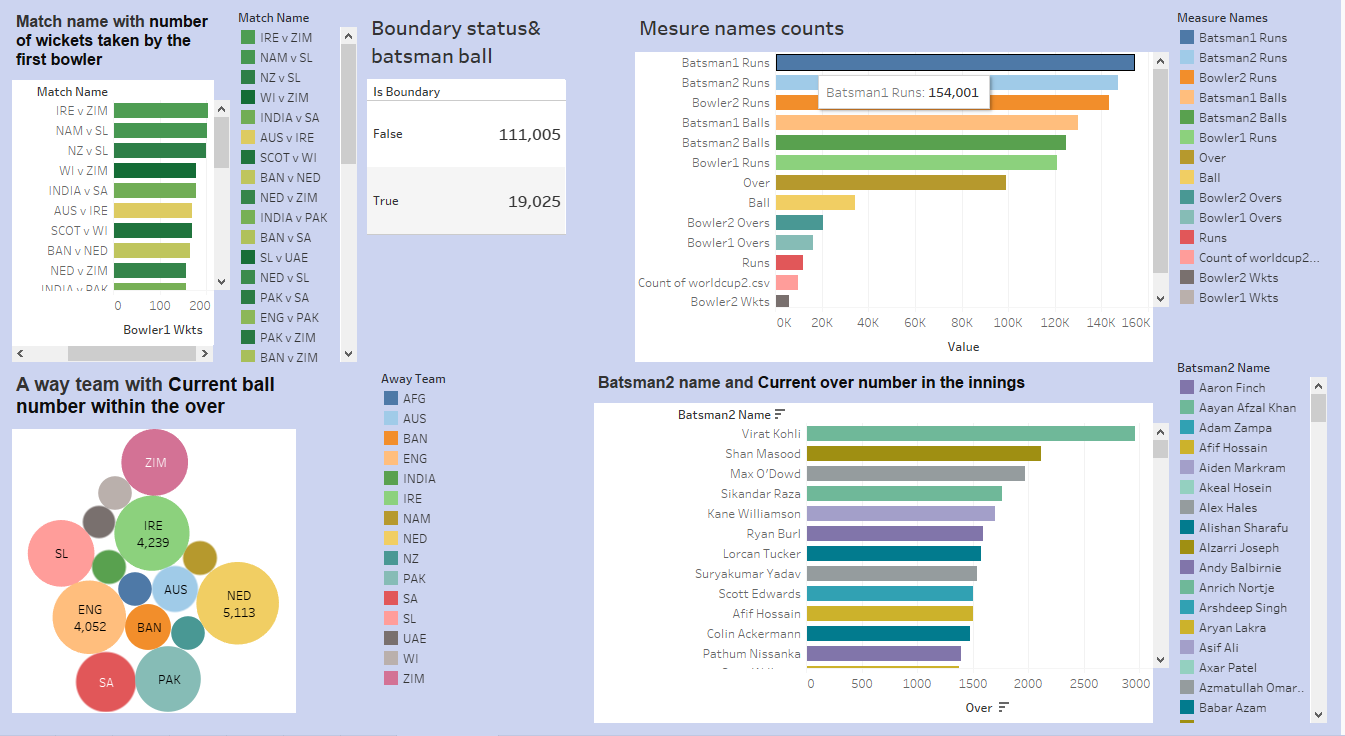 Match name with number
of wickets taken by the
first bowler
Match Name
IRE v ZIM
NAM v SL
NZ v SL
WI v ZIM
INDIA v SA
AUS v IRE
SCOT v WI
BAN v NED
NED v ZIM
INDIA v PAK
0 100 200
Bowler1 Wkts
Match Name
IRE v ZIM
NAM v SL
NZ v SL
WI v ZIM
INDIA v SA
AUS v IRE
SCOT v WI
BAN v NED
NED v ZIM
INDIA v PAK
BAN v SA
SL v UAE
NED v SL
PAK v SA
ENG v PAK
PAK v ZIM
BAN v ZIM
Boundary status&
batsman ball
Is Boundary
False 111,005
True 19,025
Mesure names counts
Batsman1 Runs
Batsman2 Runs
Bowler2 Runs
Batsman1 Balls
Batsman2 Balls
Bowler1 Runs
Over
Ball
Bowler2 Overs
Bowler1 Overs
Runs
Count of worldcup2.csv
Bowler2 Wkts
Batsman1 Runs: 154,001
0K 20K 40K 60K 80K 100K 120K 140K 160K
Value
Measure Names
Batsman1 Runs
Batsman2 Runs
Bowler2 Runs
Batsman1 Balls
Batsman2 Balls
Bowler1 Runs
Over
Ball
Bowler2 Overs
Bowler1 Overs
Runs
Count of worldcup2...
Bowler2 Wkts
Bowler1 Wkts
A way team with Current ball
number within the over
ZIM
IRE
4,239
SL
AUS
NED
5,113
ENG
4,052
BAN
SA
PAK
Away Team
AFG
AUS
BAN
ENG
INDIA
IRE
NAM
NED
NZ
PAK
SA
SL
UAE
WI
ZIM
Batsman2 name and Current over number in the innings
Batsman2 Name
Virat Kohli
Shan Masood
Max O'Dowd
Sikandar Raza
Kane Williamson
Ryan Burl
Lorcan Tucker
Suryakumar Yadav
Scott Edwards
Afif Hossain
Colin Ackermann
Pathum Nissanka
0 500 1000 1500 2000 2500 3000
Over
Batsman2 Name
Aaron Finch
Aayan Afzal Khan
Adam Zampa
Afif Hossain
Aiden Markram
Akeal Hosein
Alex Hales
Alishan Sharafu
Alzarri Joseph
Andy Balbirnie
Anrich Nortje
Arshdeep Singh
Aryan Lakra
Asif Ali
Axar Patel
Azmatullah Omar..
Babar Azam